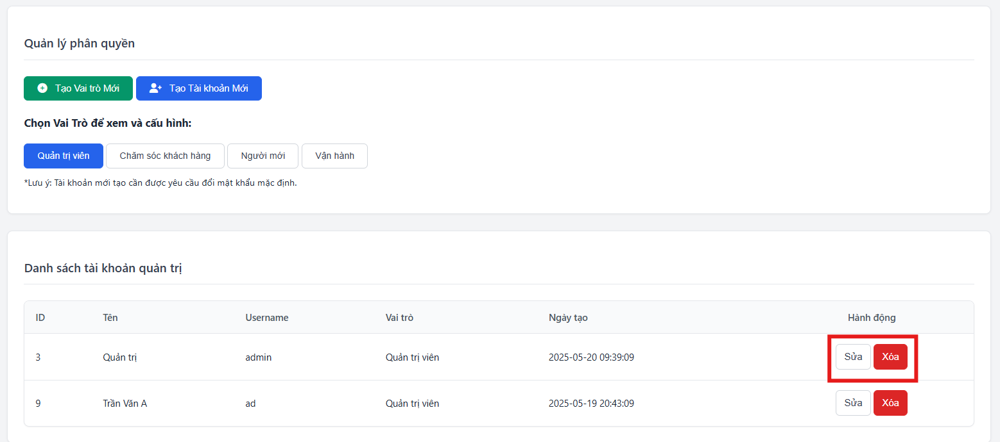 Quản lý phân quyền
Tạo Vai trò Mới Tạo Tài khoản Mới
Chọn Vai Trò để xem và cấu hình:
Quản trị viên Chăm sóc khách hàng Người mới Vận hành
*Lưu ý: Tài khoản mới tạo cần được yêu cầu đổi mật khẩu mặc định.
Danh sách tài khoản quản trị
ID Tên Username Vai trò Ngày tạo Hành động
3 Quản trị admin Quản trị viên 2025-05-20 09:39:09 Sửa Xóa
9 Trần Văn A ad Quản trị viên 2025-05-19 20:43:09 Sửa Xóa